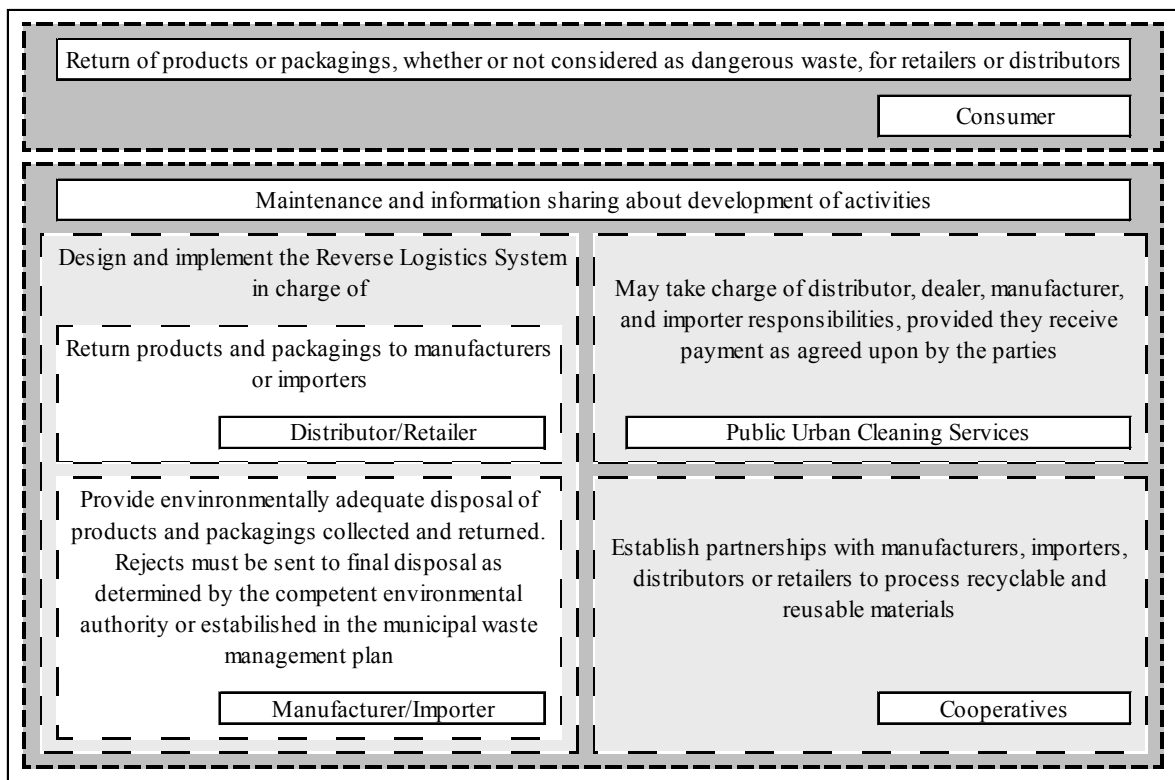 Return of products or packagings, whether or not considered as dangerous waste, for retailers or distributors
Consumer
Maintenance and information sharing about development of activities
Design and implement the Reverse Logistics System
in charge of
Return products and packagings to manufacturers
or importers
Distributor/Retailer
Provide envinronmentally adequate disposal of
products and packagings collected and returned.
Rejects must be sent to final disposal as
determined by the competent environmental
authority or estabilished in the municipal waste
management plan
Manufacturer/Importer
May take charge of distributor, dealer, manufacturer,
and importer responsibilities, provided they receive
payment as agreed upon by the parties
Public Urban Cleaning Services
Establish partnerships with manufacturers, importers,
distributors or retailers to process recyclable and
reusable materials
Cooperatives